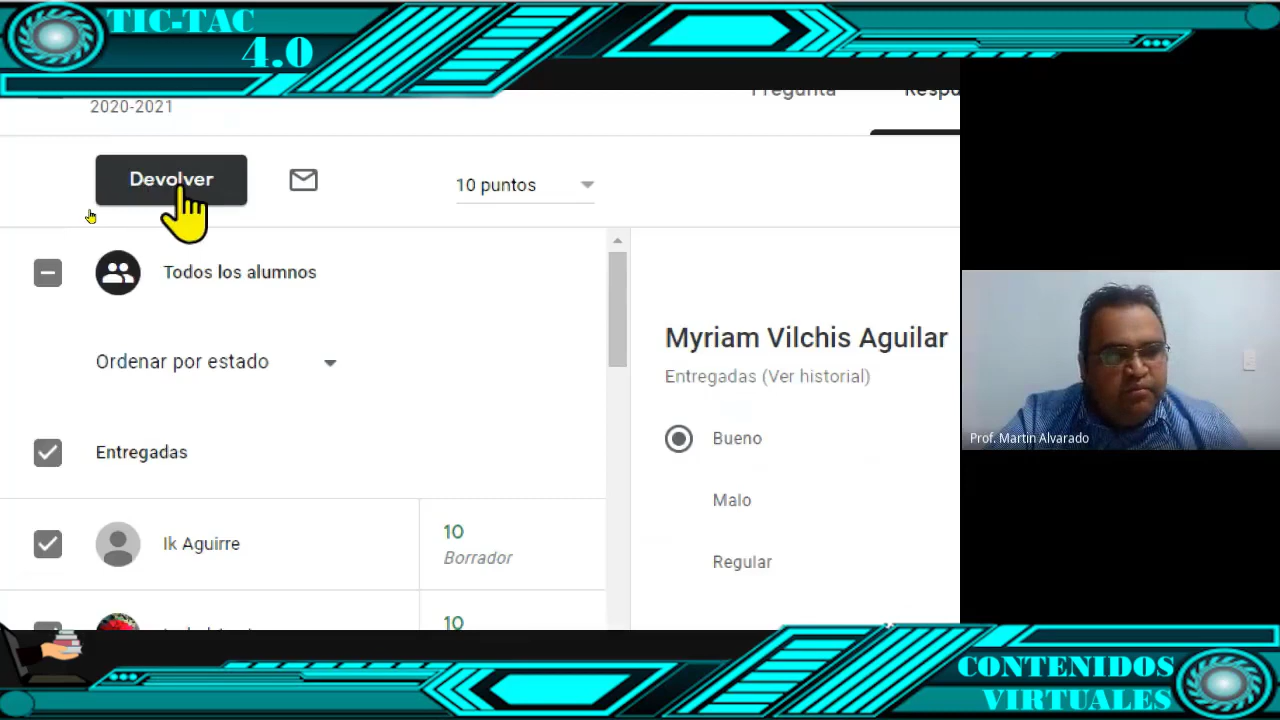 TIC-TAC
4.0
2020-2021
Pregunta
Devolver
10 puntos
Todos los alumnos
Ordenar por estado
Entregadas
Ik Aguirre
10
Borrador
10
Myriam Vilchis Aguilar
Entregadas (Ver historial)
Bueno
Malo
Regular
Prof. Martin Alvarado
CONTENIDOS
VIRTUALES